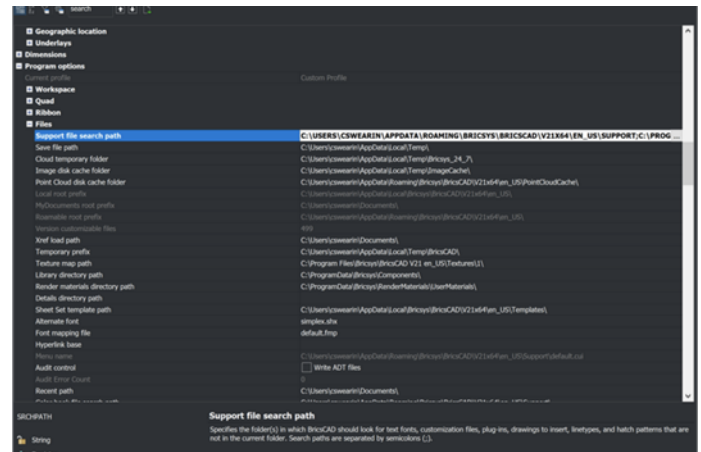 search
Geographic location
Underlays
Dimensions
Program options
Current profile Custom Profile
Workspace
Quad
Ribbon
Files
Support file search path C:\USERS\CSWEARIN\APPDATA\ROAMING\BRICSYS\BRICSCAD\V21X64\EN_US\SUPPORT;C:\PROG ...
Save file path C:\Users\cswearin\AppData\Local\Temp\
Cloud temporary folder C:\Users\cswearin\AppData\Local\Temp\Bricsys_24_7\
Image disk cache folder C:\Users\cswearin\AppData\Local\Temp\ImageCache\
Point Cloud disk cache folder C:\Users\cswearin\AppData\Roaming\Bricsys\BricsCAD\V21x64\en_US\PointCloudCache\
Local root prefix C:\Users\cswearin\AppData\Local\Bricsys\BricsCAD\V21x64\en_US\
MyDocuments root prefix C:\Users\cswearin\Documents\
Roamable root prefix C:\Users\cswearin\AppData\Roaming\Bricsys\BricsCAD\V21x64\en_US\
Version customizable files 499
Xref load path C:\Users\cswearin\Documents\
Temporary prefix C:\Users\cswearin\AppData\Local\Temp\BricsCAD\
Texture map path C:\Program Files\Bricsys\BricsCAD V21 en_US\Textures\1\
Library directory path C:\ProgramData\Bricsys\Components\
Render materials directory path C:\ProgramData\Bricsys\RenderMaterials\UserMaterials\
Details directory path
Sheet Set template path C:\Users\cswearin\AppData\Local\Bricsys\BricsCAD\V21x64\en_US\Templates\
Alternate font simplex.shx
Font mapping file default.fmp
Hyperlink base
Menu name C:\Users\cswearin\AppData\Roaming\Bricsys\BricsCAD\V21x64\en_US\Support\default.cui
Audit control Write ADT files
Audit Error Count 0
Recent path C:\Users\cswearin\Documents\
SRCHPATH
Support file search path
Specifies the folder(s) in which BricsCAD should look for text fonts, customization files, plug-ins, drawings to insert, linetypes, and hatch patterns that are
not in the current folder. Search paths are separated by semicolons (;).
String